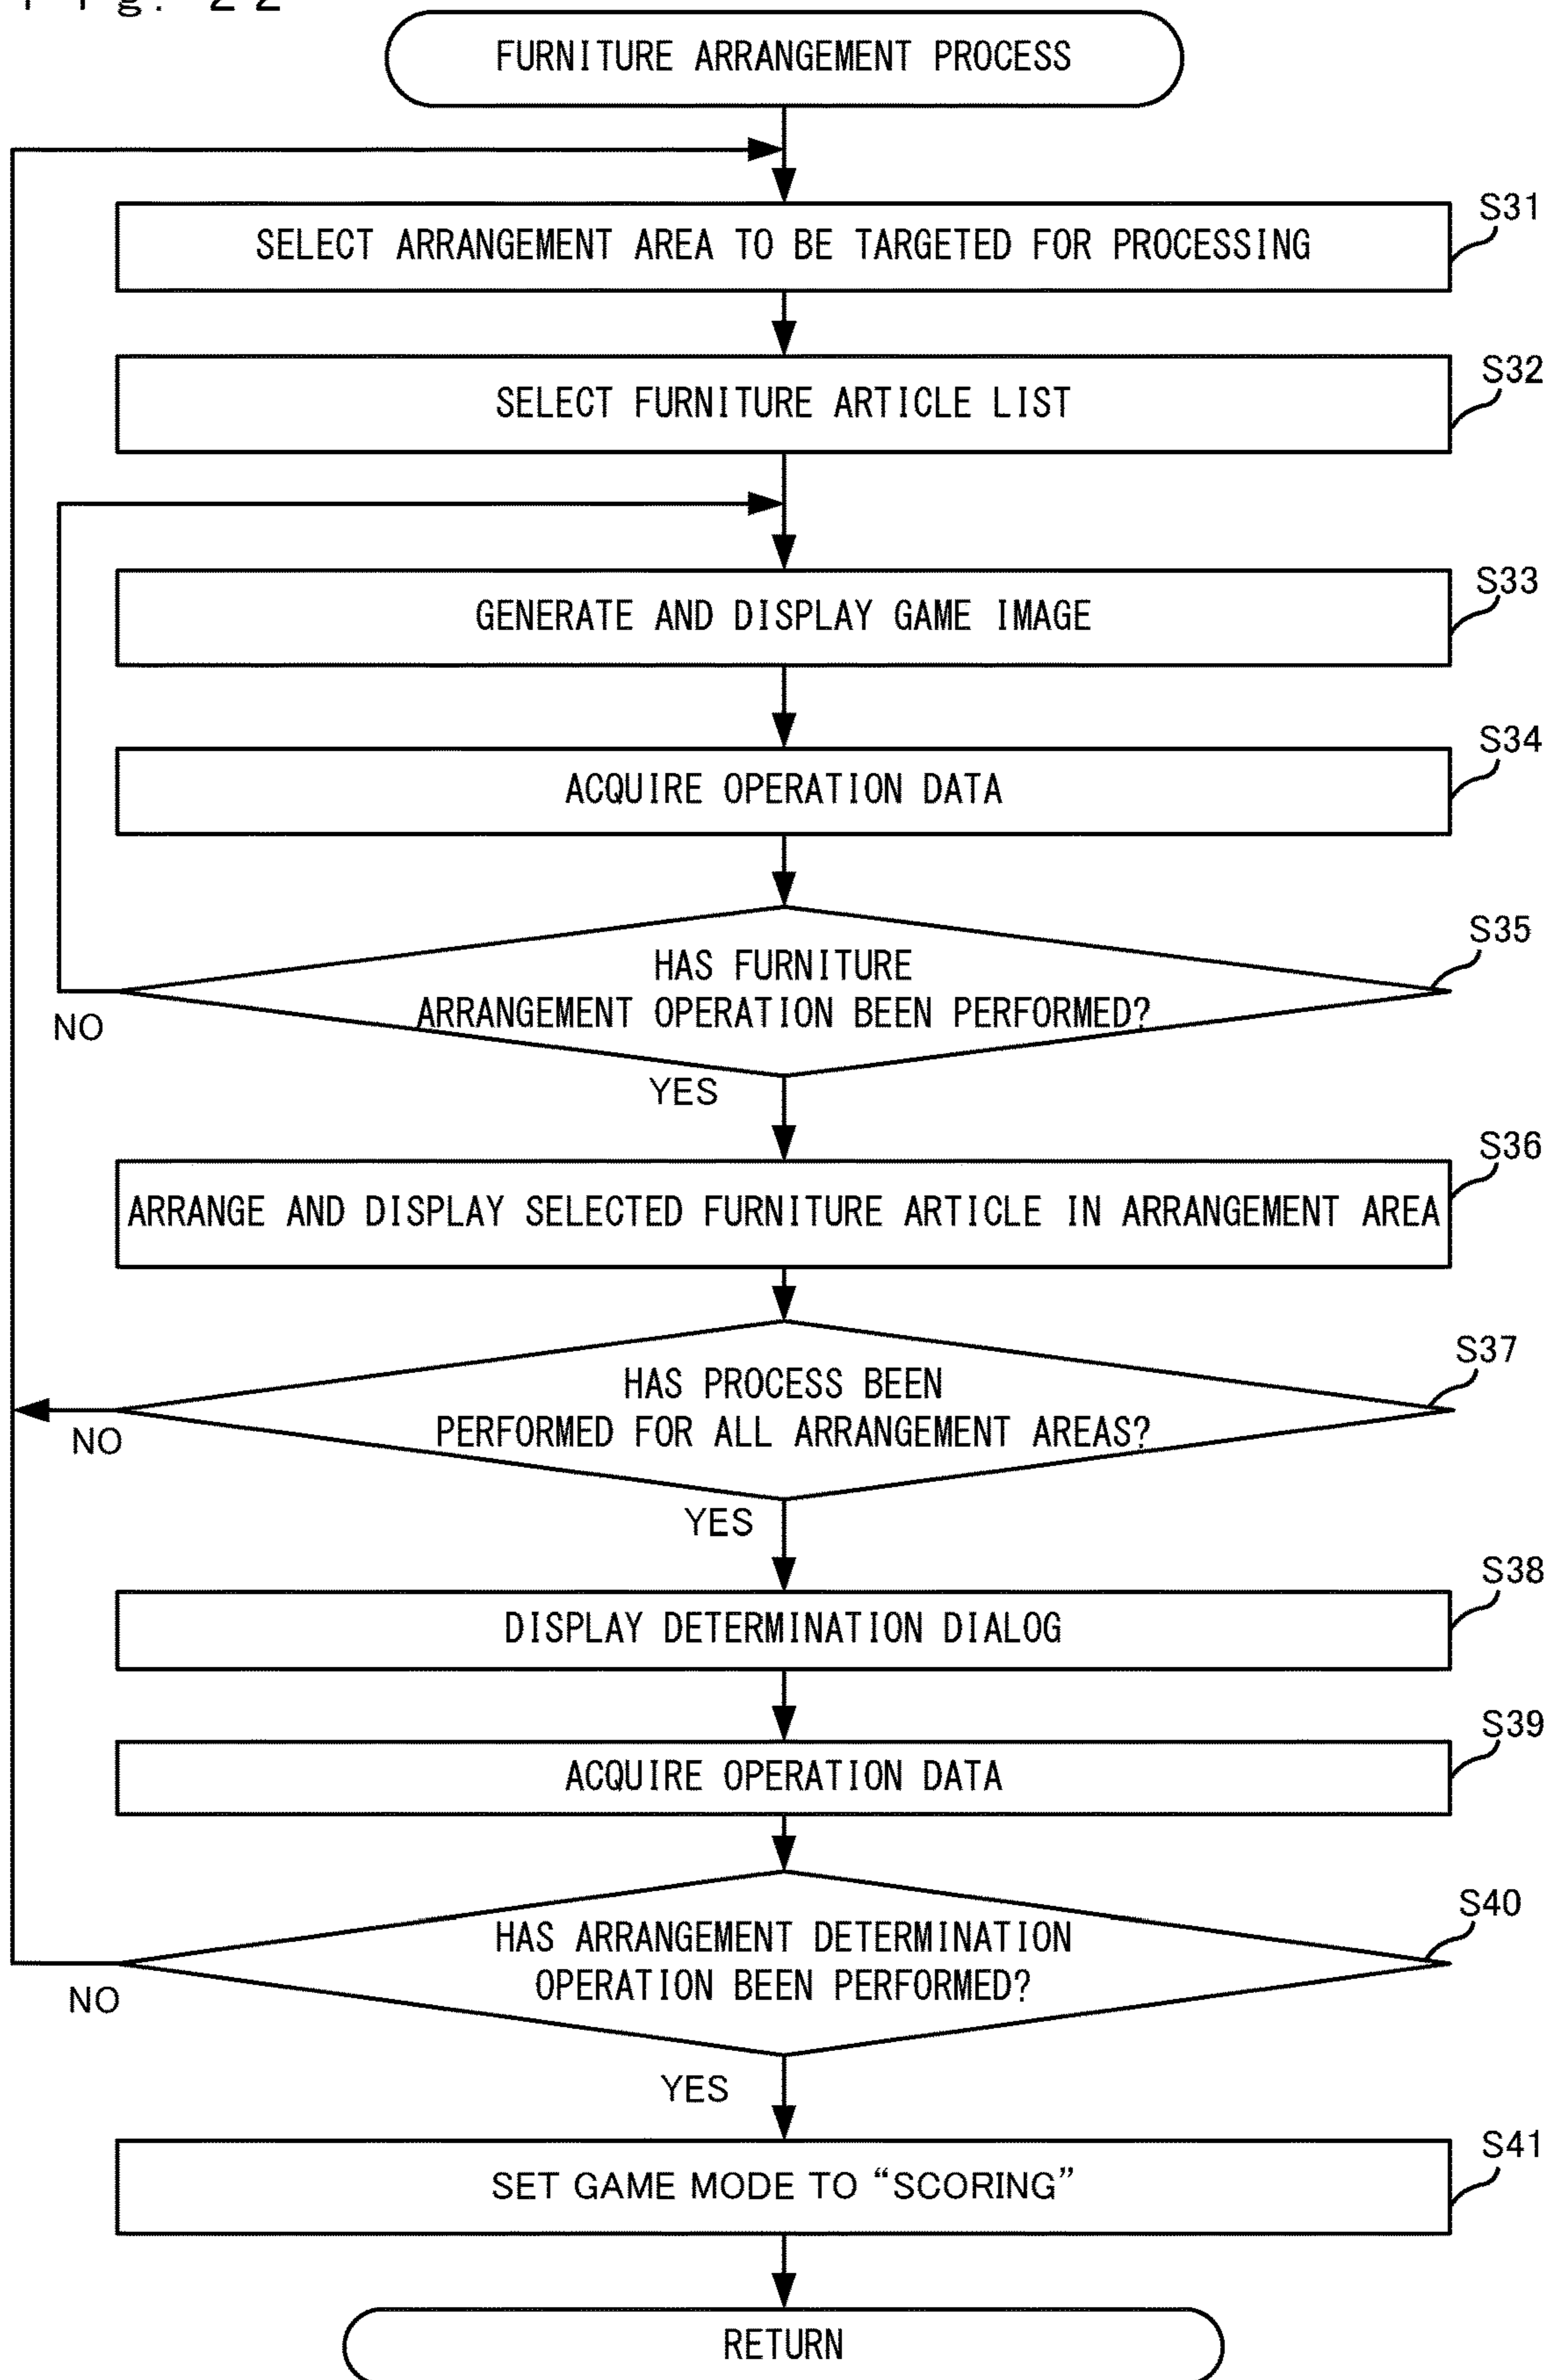 Fig. 22
FURNITURE ARRANGEMENT PROCESS
S31
SELECT ARRANGEMENT AREA TO BE TARGETED FOR PROCESSING
S32
SELECT FURNITURE ARTICLE LIST
S33
GENERATE AND DISPLAY GAME IMAGE
S34
ACQUIRE OPERATION DATA
S35
HAS FURNITURE
ARRANGEMENT OPERATION BEEN PERFORMED?
NO
YES
S36
ARRANGE AND DISPLAY SELECTED FURNITURE ARTICLE IN ARRANGEMENT AREA
S37
HAS PROCESS BEEN
PERFORMED FOR ALL ARRANGEMENT AREAS?
NO
YES
S38
DISPLAY DETERMINATION DIALOG
S39
ACQUIRE OPERATION DATA
S40
HAS ARRANGEMENT DETERMINATION
OPERATION BEEN PERFORMED?
NO
YES
S41
SET GAME MODE TO “SCORING”
RETURN